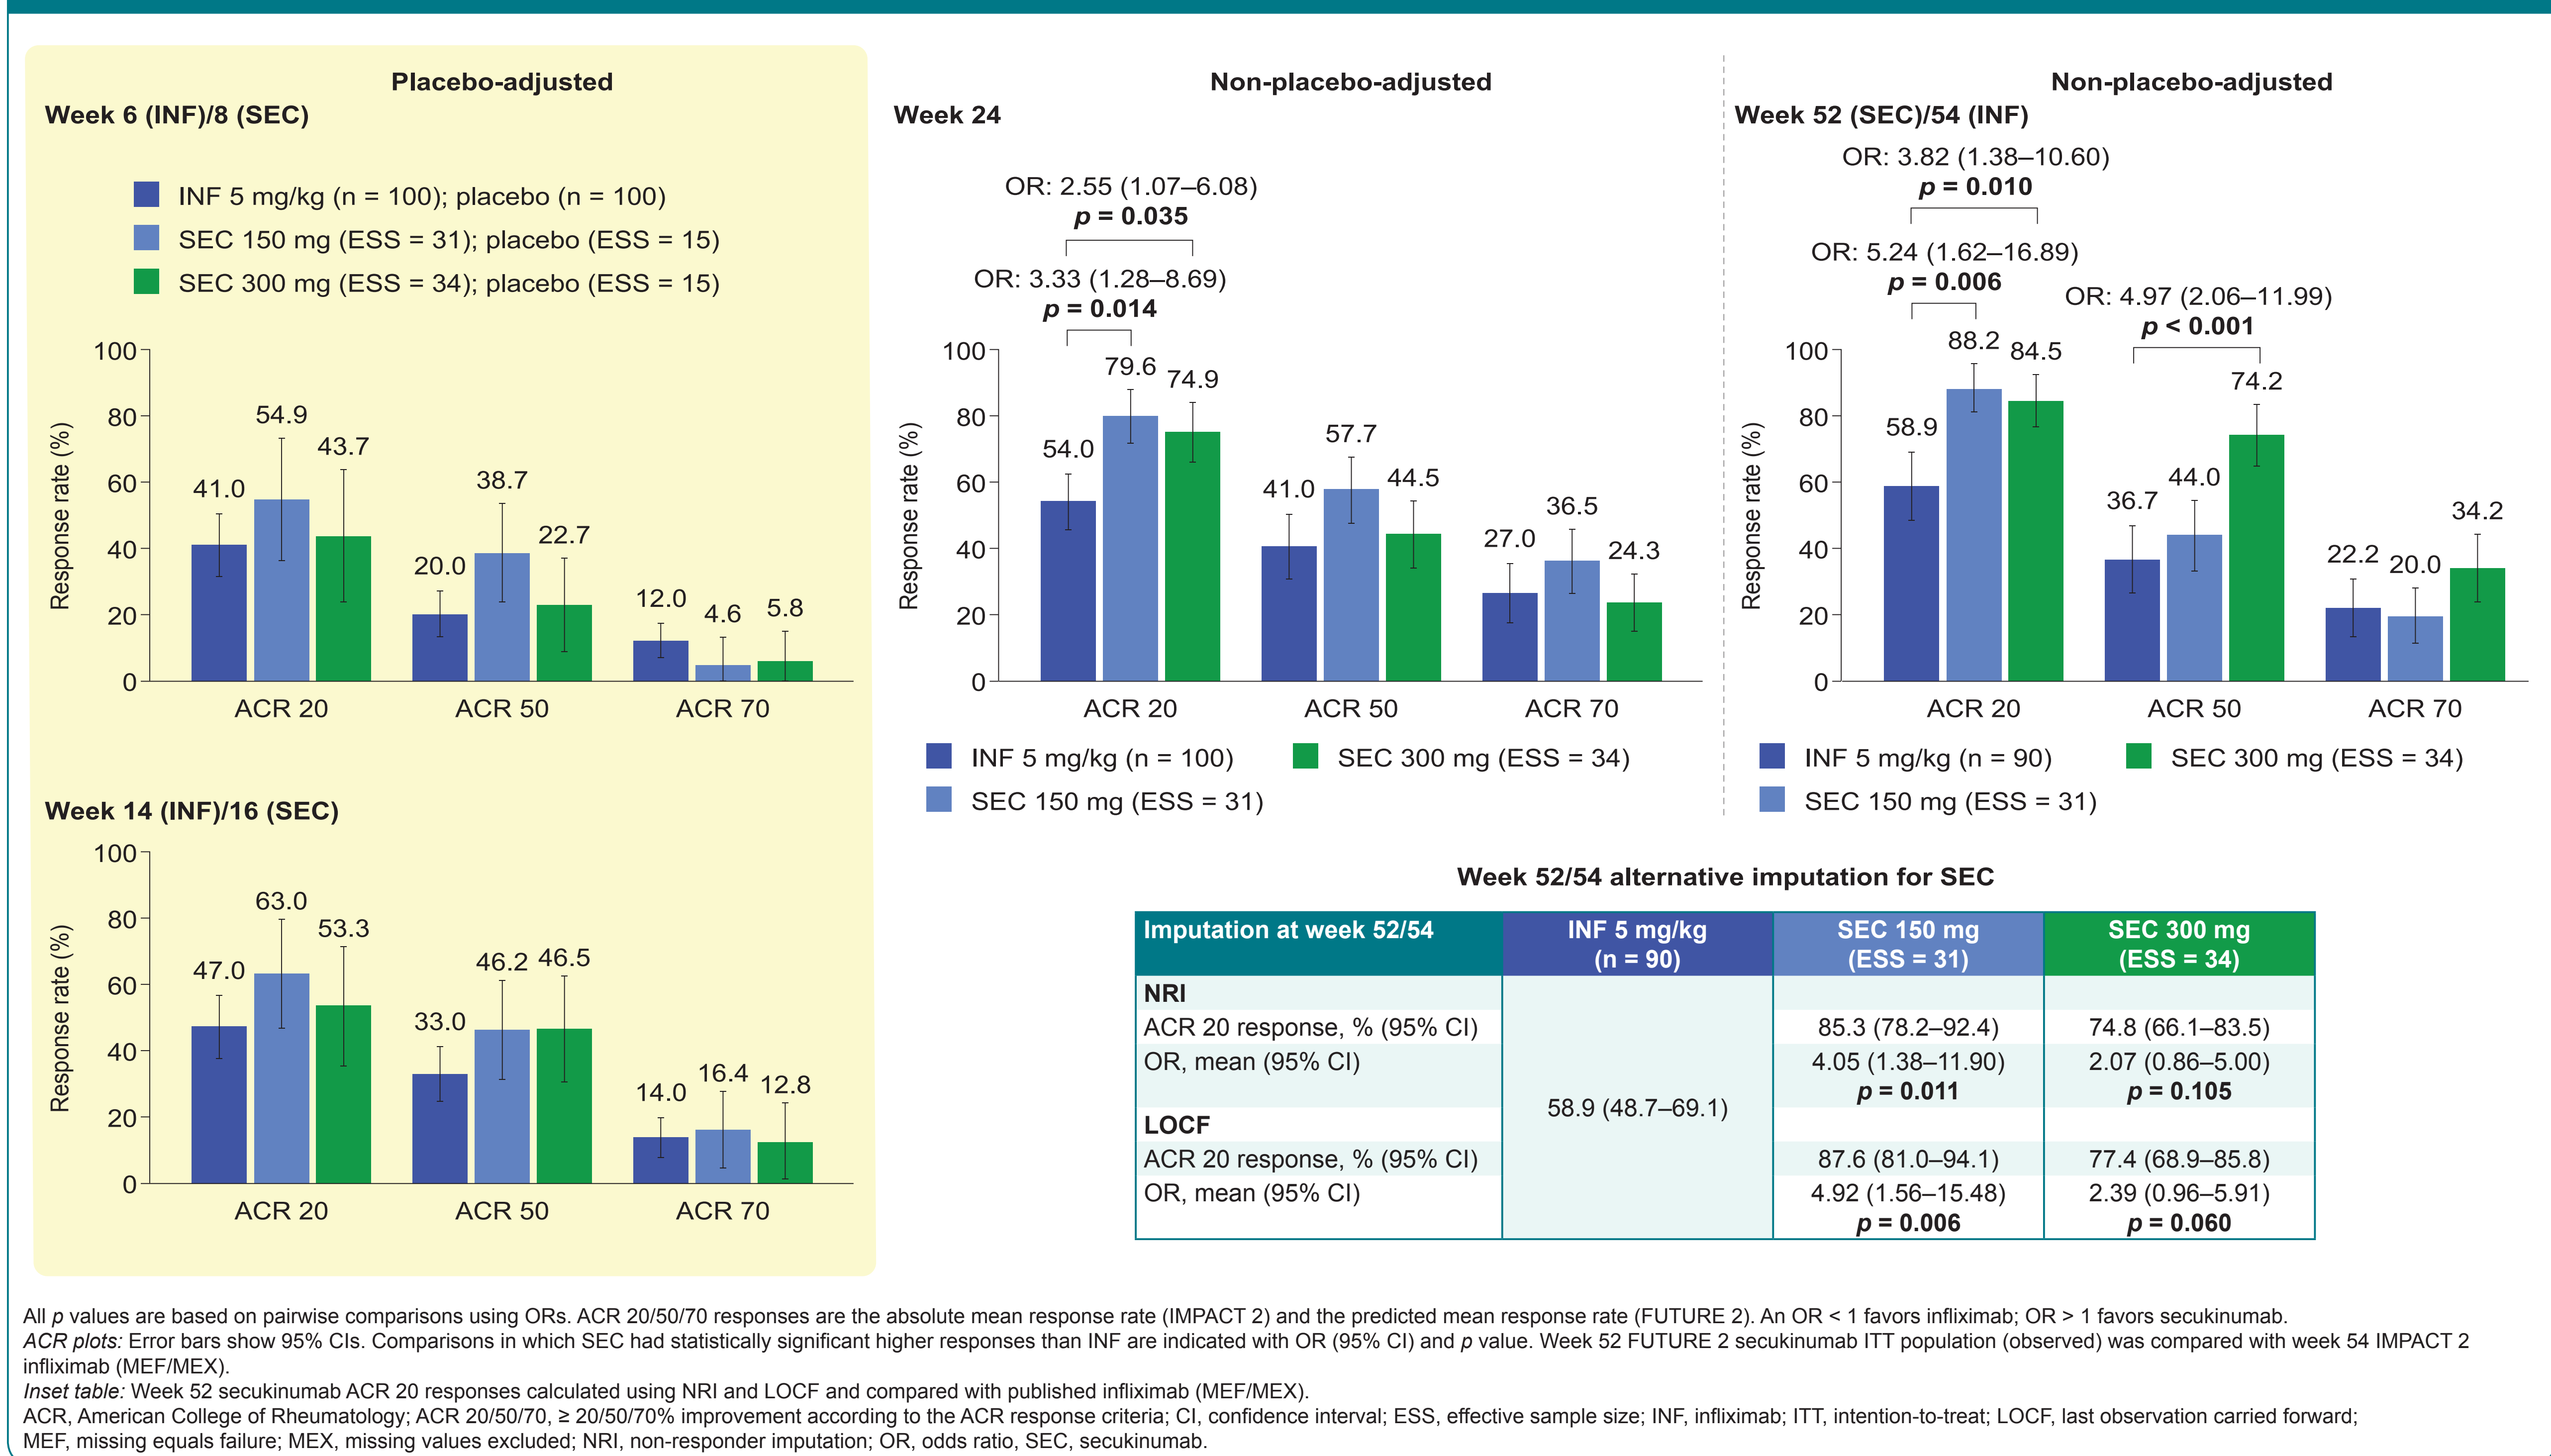 Placebo-adjusted
Week 6 (INF)/8 (SEC)
INF 5 mg/kg (n = 100); placebo (n = 100)
SEC 150 mg (ESS = 31); placebo (ESS = 15)
SEC 300 mg (ESS = 34); placebo (ESS = 15)
Response rate (%)
100
80
60
40
20
0
41.0
54.9
43.7
20.0
38.7
22.7
12.0
4.6
5.8
ACR 20
ACR 50
ACR 70
Week 14 (INF)/16 (SEC)
Response rate (%)
100
80
60
40
20
0
47.0
63.0
53.3
33.0
46.2
46.5
14.0
16.4
12.8
ACR 20
ACR 50
ACR 70
Non-placebo-adjusted
Week 24
OR: 2.55 (1.07–6.08)
p = 0.035
OR: 3.33 (1.28–8.69)
p = 0.014
Response rate (%)
100
80
60
40
20
0
54.0
79.6
74.9
41.0
57.7
44.5
27.0
36.5
24.3
ACR 20
ACR 50
ACR 70
INF 5 mg/kg (n = 100)
SEC 300 mg (ESS = 34)
SEC 150 mg (ESS = 31)
Non-placebo-adjusted
Week 52 (SEC)/54 (INF)
OR: 3.82 (1.38–10.60)
p = 0.010
OR: 5.24 (1.62–16.89)
p = 0.006
OR: 4.97 (2.06–11.99)
p < 0.001
Response rate (%)
100
80
60
40
20
0
58.9
88.2
84.5
36.7
44.0
74.2
22.2
20.0
34.2
ACR 20
ACR 50
ACR 70
INF 5 mg/kg (n = 90)
SEC 300 mg (ESS = 34)
SEC 150 mg (ESS = 31)
Week 52/54 alternative imputation for SEC
Imputation at week 52/54
INF 5 mg/kg
(n = 90)
SEC 150 mg
(ESS = 31)
SEC 300 mg
(ESS = 34)
NRI
ACR 20 response, % (95% CI)
85.3 (78.2–92.4)
74.8 (66.1–83.5)
OR, mean (95% CI)
4.05 (1.38–11.90)
2.07 (0.86–5.00)
p = 0.011
p = 0.105
58.9 (48.7–69.1)
LOCF
ACR 20 response, % (95% CI)
87.6 (81.0–94.1)
77.4 (68.9–85.8)
OR, mean (95% CI)
4.92 (1.56–15.48)
2.39 (0.96–5.91)
p = 0.006
p = 0.060
All p values are based on pairwise comparisons using ORs. ACR 20/50/70 responses are the absolute mean response rate (IMPACT 2) and the predicted mean response rate (FUTURE 2). An OR < 1 favors infliximab; OR > 1 favors secukinumab.
ACR plots: Error bars show 95% CIs. Comparisons in which SEC had statistically significant higher responses than INF are indicated with OR (95% CI) and p value. Week 52 FUTURE 2 secukinumab ITT population (observed) was compared with week 54 IMPACT 2
infliximab (MEF/MEX).
Inset table: Week 52 secukinumab ACR 20 responses calculated using NRI and LOCF and compared with published infliximab (MEF/MEX).
ACR, American College of Rheumatology; ACR 20/50/70, ≥ 20/50/70% improvement according to the ACR response criteria; CI, confidence interval; ESS, effective sample size; INF, infliximab; ITT, intention-to-treat; LOCF, last observation carried forward;
MEF, missing equals failure; MEX, missing values excluded; NRI, non-responder imputation; OR, odds ratio, SEC, secukinumab.